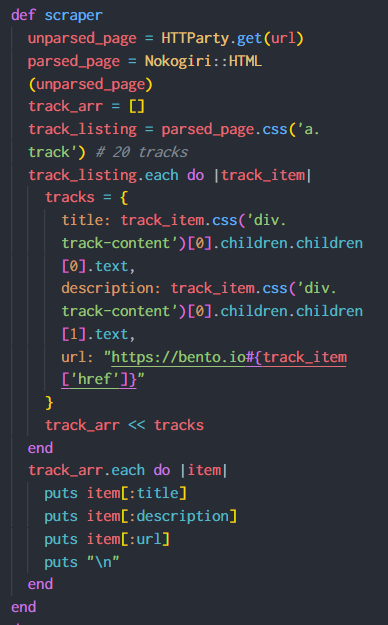 def scraper
unparsed_page = HTTParty.get(url)
parsed_page = Nokogiri::HTML
(unparsed_page)
track_arr = []
track_listing = parsed_page.css('a.
track') # 20 tracks
track_listing.each do |track_item|
tracks = {
title: track_item.css('div.
track-content')[0].children.children
[0].text,
description: track_item.css('div.
track-content')[0].children.children
[1].text,
url: "https://bento.io#{track_item
['href']}"
}
track_arr << tracks
end
track_arr.each do |item|
puts item[:title]
puts item[:description]
puts item[:url]
puts "\n"
end
end